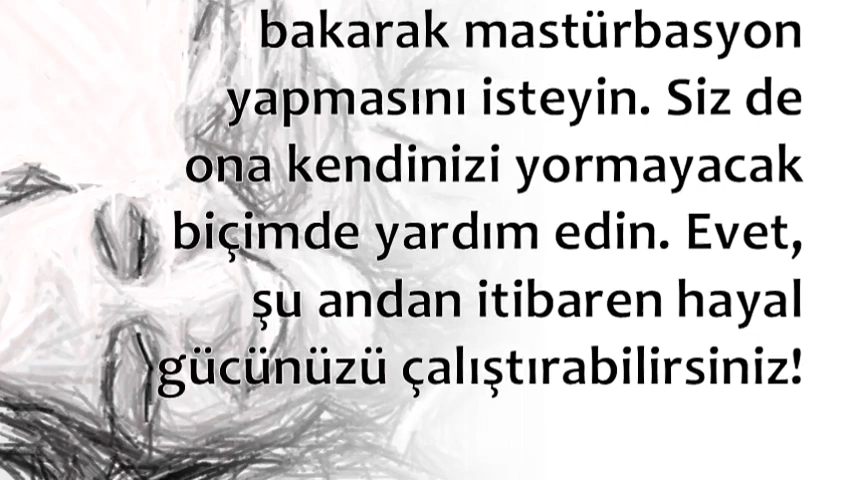 bakarak mastürbasyon
yapmasını isteyin. Siz de
ona kendinizi yormayacak
biçimde yardım edin. Evet,
şu andan itibaren hayal
gücünüzü çalıştırabilirsiniz!